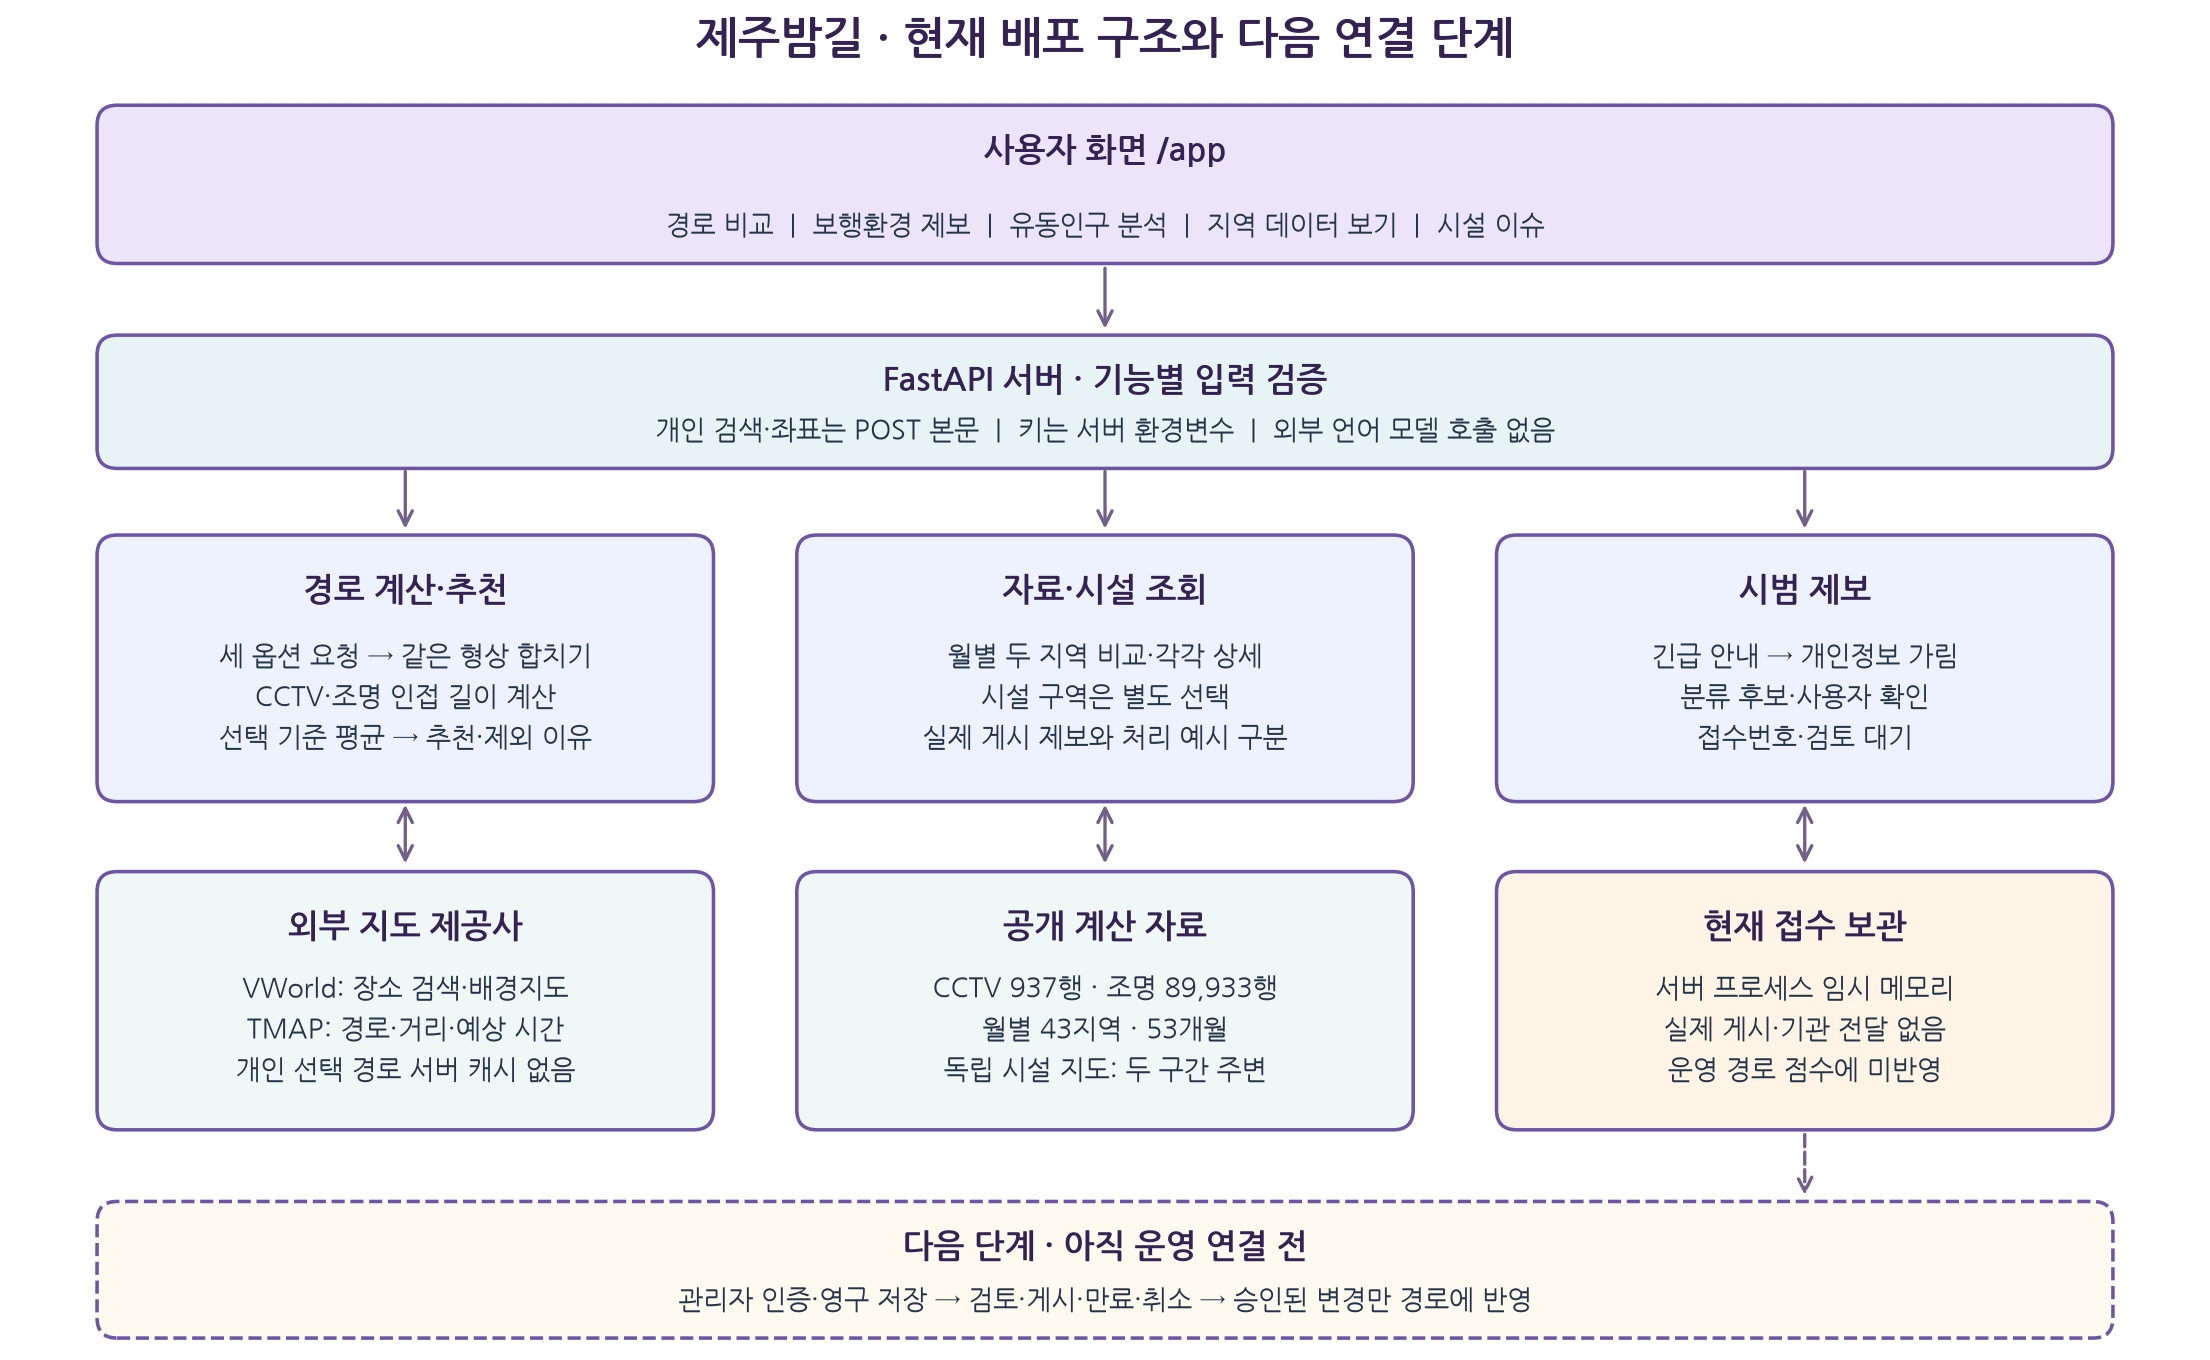 제주밤길 · 현재 배포 구조와 다음 연결 단계
사용자 화면 /app
경로 비교 | 보행환경 제보 | 유동인구 분석 | 지역 데이터 보기 | 시설 이슈
FastAPI 서버 · 기능별 입력 검증
개인 검색·좌표는 POST 본문 | 키는 서버 환경변수 | 외부 언어 모델 호출 없음
경로 계산·추천
세 옵션 요청 → 같은 형상 합치기
CCTV·조명 인접 길이 계산
선택 기준 평균 → 추천·제외 이유
자료·시설 조회
월별 두 지역 비교·각각 상세
시설 구역은 별도 선택
실제 게시 제보와 처리 예시 구분
시범 제보
긴급 안내 → 개인정보 가림
분류 후보·사용자 확인
접수번호·검토 대기
외부 지도 제공사
VWorld: 장소 검색·배경지도
TMAP: 경로·거리·예상 시간
개인 선택 경로 서버 캐시 없음
공개 계산 자료
CCTV 937행 · 조명 89,933행
월별 43지역 · 53개월
독립 시설 지도: 두 구간 주변
현재 접수 보관
서버 프로세스 임시 메모리
실제 게시·기관 전달 없음
운영 경로 점수에 미반영
다음 단계 · 아직 운영 연결 전
관리자 인증·영구 저장 → 검토·게시·만료·취소 → 승인된 변경만 경로에 반영